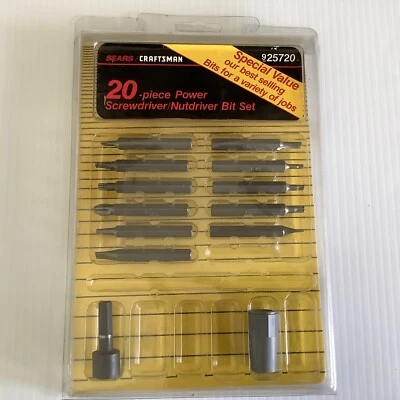 SEARS / CRAFTSMAN
925720
20-piece Power
Screwdriver/Nutdriver Bit Set
Special Value
our best selling
Bits for a variety of jobs